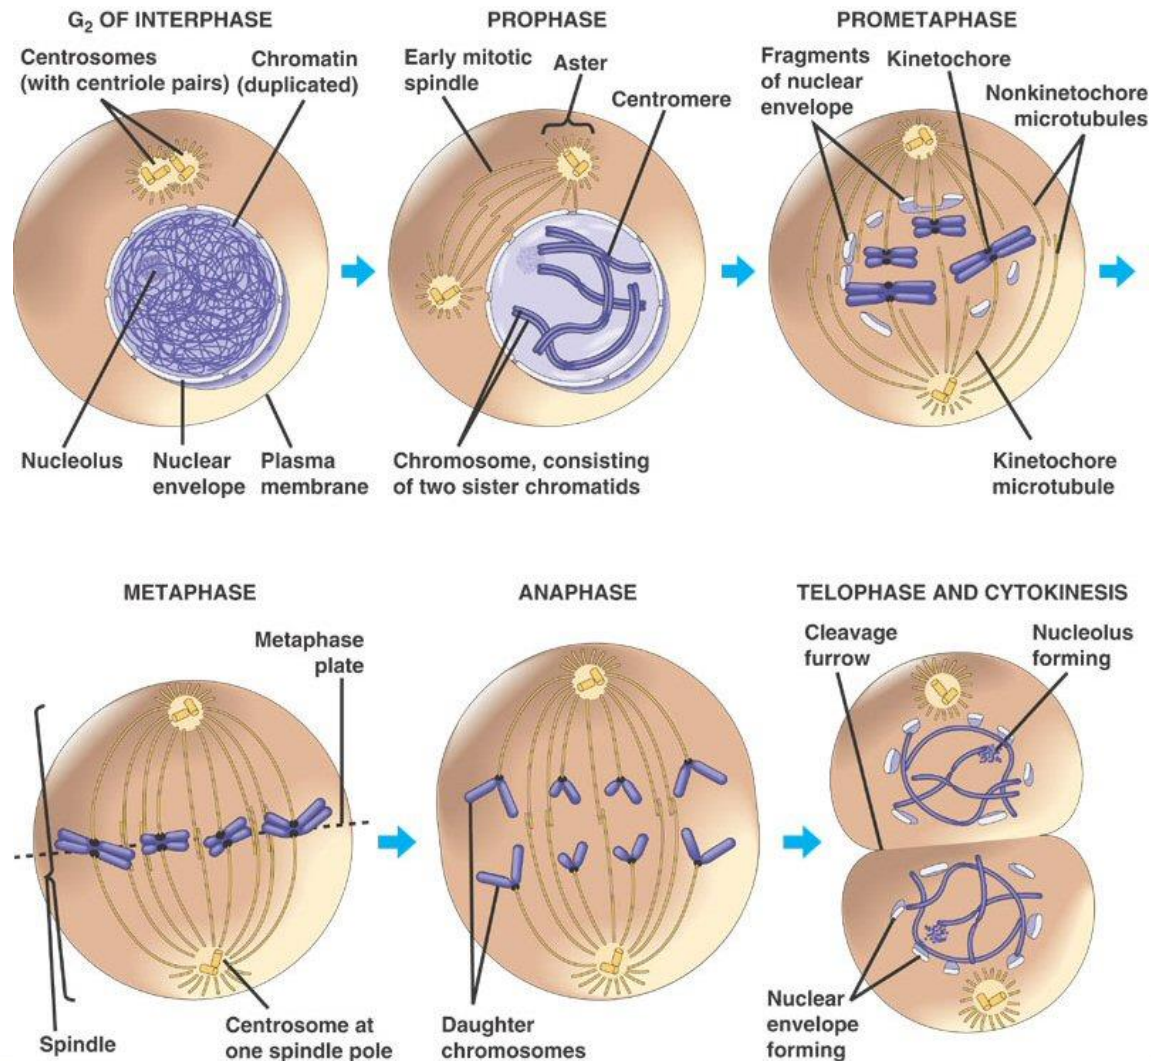 G₂ OF INTERPHASE
Centrosomes
(with centriole pairs)
Chromatin
(duplicated)
Nucleolus
Nuclear
envelope
Plasma
membrane
PROPHASE
Early mitotic
spindle
Aster
Centromere
Chromosome, consisting
of two sister chromatids
PROMETAPHASE
Fragments
of nuclear
envelope
Kinetochore
Nonkinetochore
microtubules
Kinetochore
microtubule
METAPHASE
Metaphase
plate
Spindle
Centrosome at
one spindle pole
ANAPHASE
Daughter
chromosomes
TELOPHASE AND CYTOKINESIS
Cleavage
furrow
Nucleolus
forming
Nuclear
envelope
forming